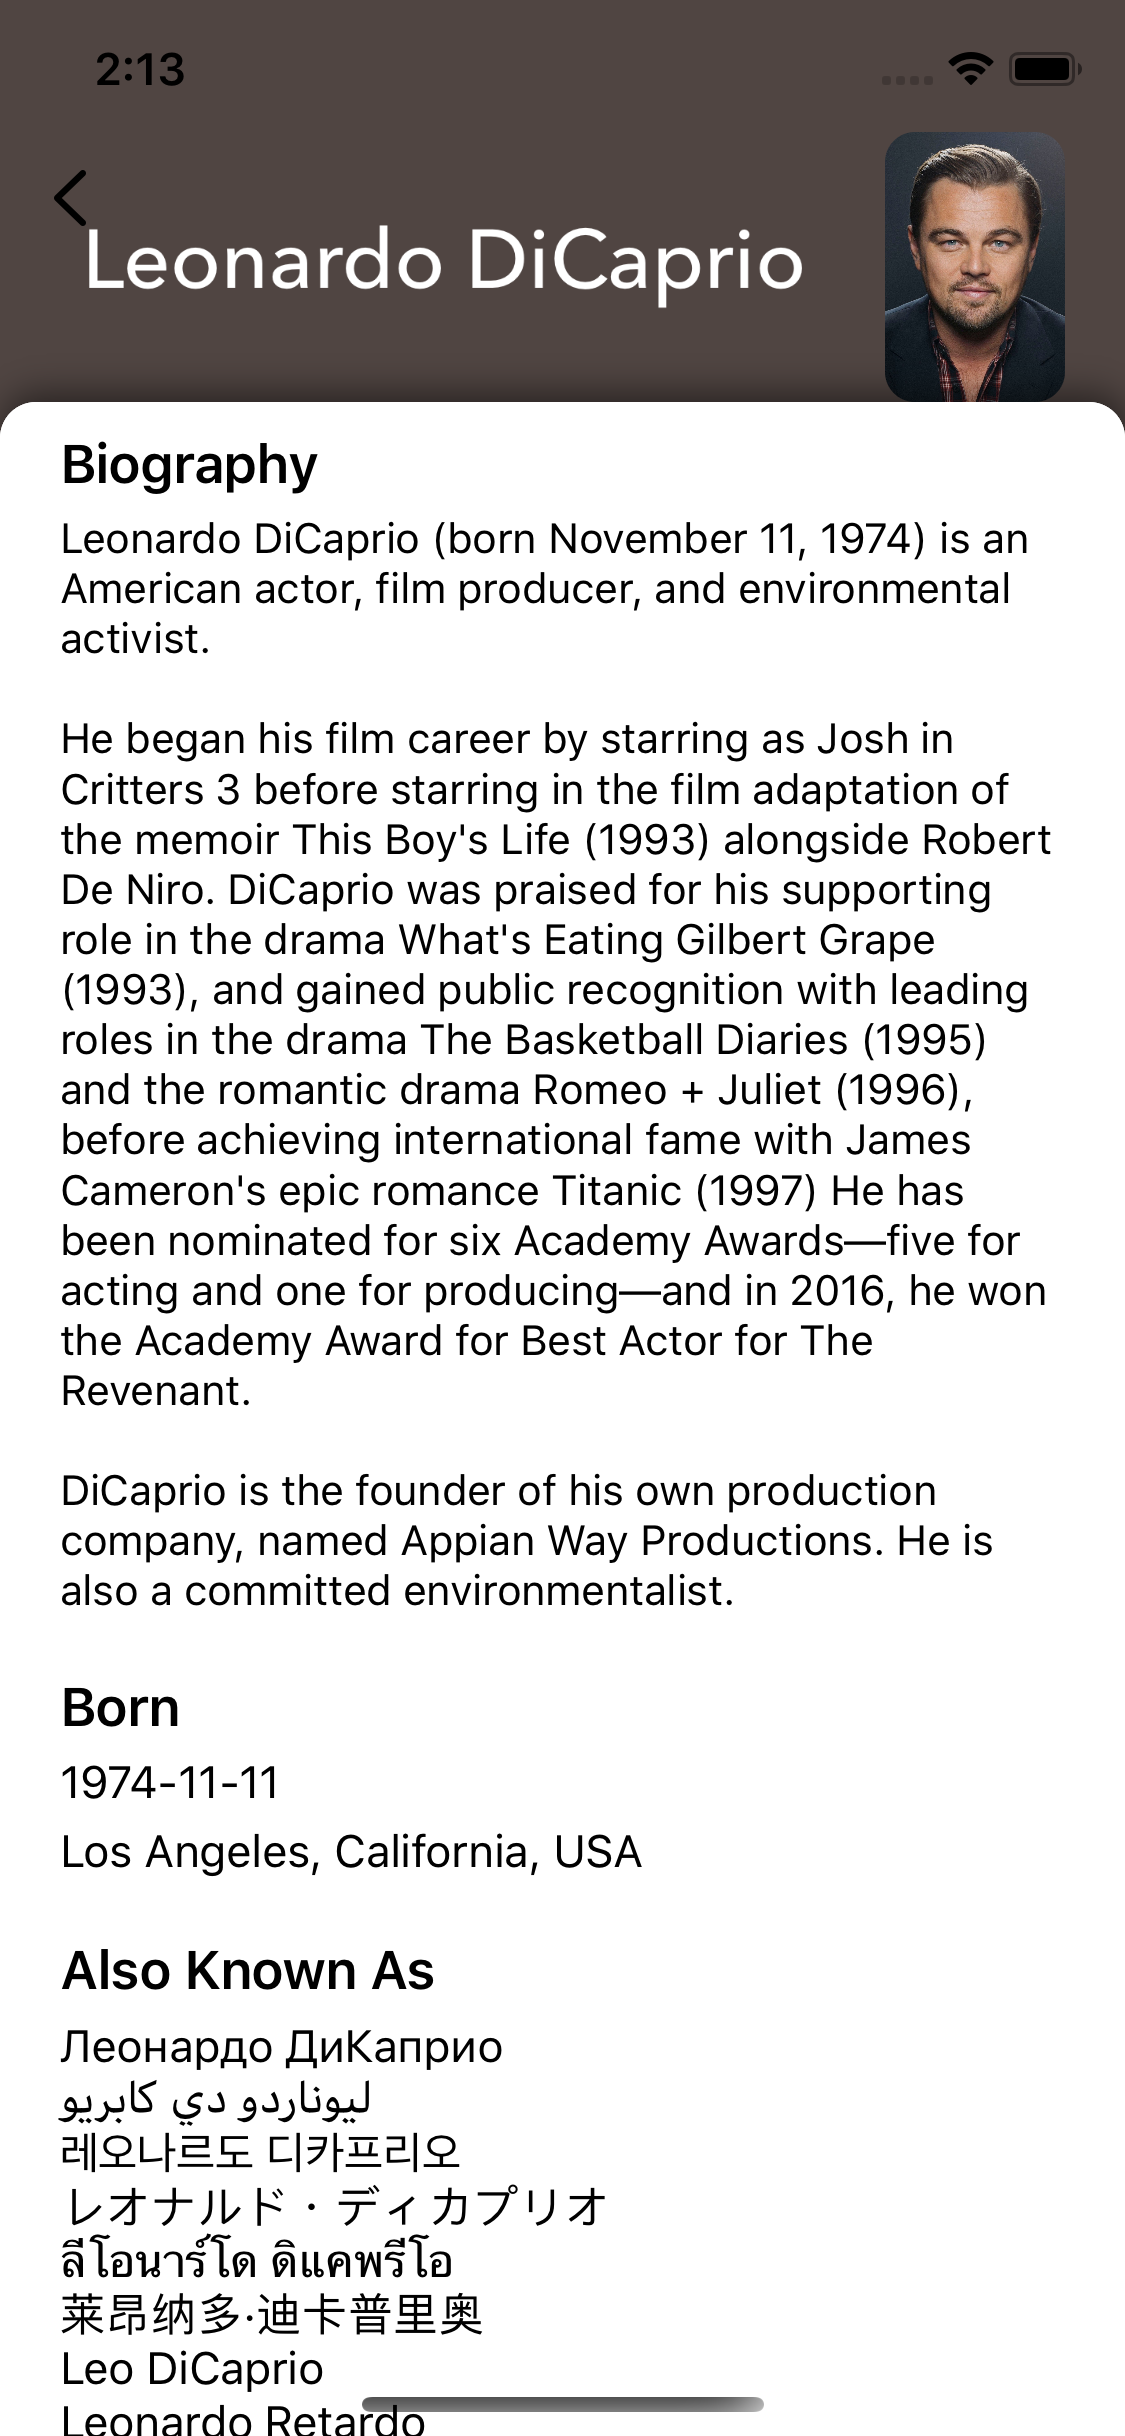 2:13
Leonardo DiCaprio
Biography
Leonardo DiCaprio (born November 11, 1974) is an
American actor, film producer, and environmental
activist.
He began his film career by starring as Josh in
Critters 3 before starring in the film adaptation of
the memoir This Boy's Life (1993) alongside Robert
De Niro. DiCaprio was praised for his supporting
role in the drama What's Eating Gilbert Grape
(1993), and gained public recognition with leading
roles in the drama The Basketball Diaries (1995)
and the romantic drama Romeo + Juliet (1996),
before achieving international fame with James
Cameron's epic romance Titanic (1997) He has
been nominated for six Academy Awards—five for
acting and one for producing—and in 2016, he won
the Academy Award for Best Actor for The
Revenant.
DiCaprio is the founder of his own production
company, named Appian Way Productions. He is
also a committed environmentalist.
Born
1974-11-11
Los Angeles, California, USA
Also Known As
Леонардо ДиКаприо
ليوناردو دي كابريو
레오나르도 디카프리오
レオナルド・ディカプリオ
ลีโอนาร์โด ดิแคพรีโอ
莱昂纳多·迪卡普里奥
Leo DiCaprio
Leonardo Retardo